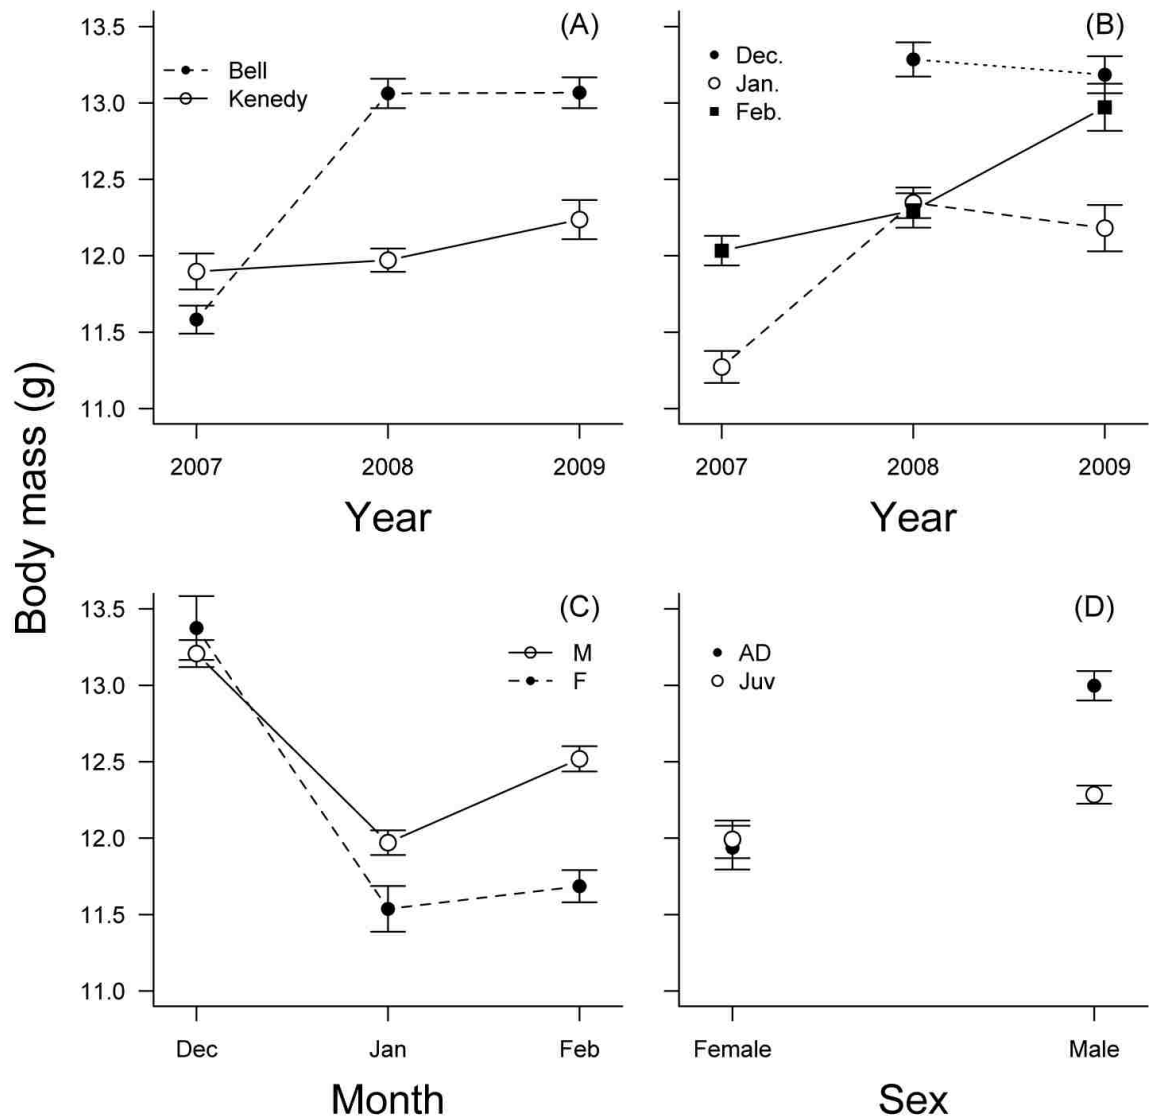 Body mass (g)
(A)
Bell
Kenedy
13.5
13.0
12.5
12.0
11.5
11.0
2007 2008 2009
Year
(B)
Dec.
Jan.
Feb.
2007 2008 2009
Year
(C)
M
F
13.5
13.0
12.5
12.0
11.5
11.0
Dec Jan Feb
Month
(D)
AD
Juv
Female Male
Sex